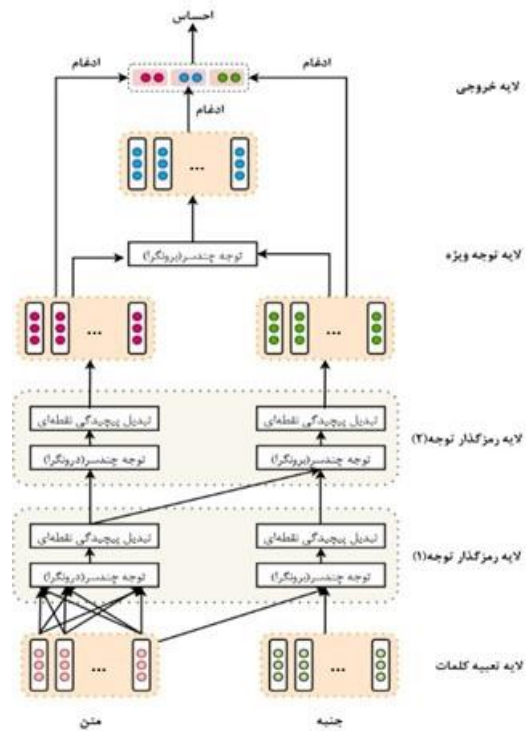 احساس
ادغام
ادغام
لایه خروجی
ادغام
...
توجه چندسر(برونگرا)
لایه توجه ویژه
...
...
تبدیل پیچیدگی نقطه‌ای
تبدیل پیچیدگی نقطه‌ای
لایه رمزگذار توجه(۲)
توجه چندسر(برونگرا)
توجه چندسر(درونگرا)
تبدیل پیچیدگی نقطه‌ای
تبدیل پیچیدگی نقطه‌ای
لایه رمزگذار توجه(۱)
توجه چندسر(برونگرا)
توجه چندسر(درونگرا)
لایه تعبیه کلمات
...
...
جنبه
متن